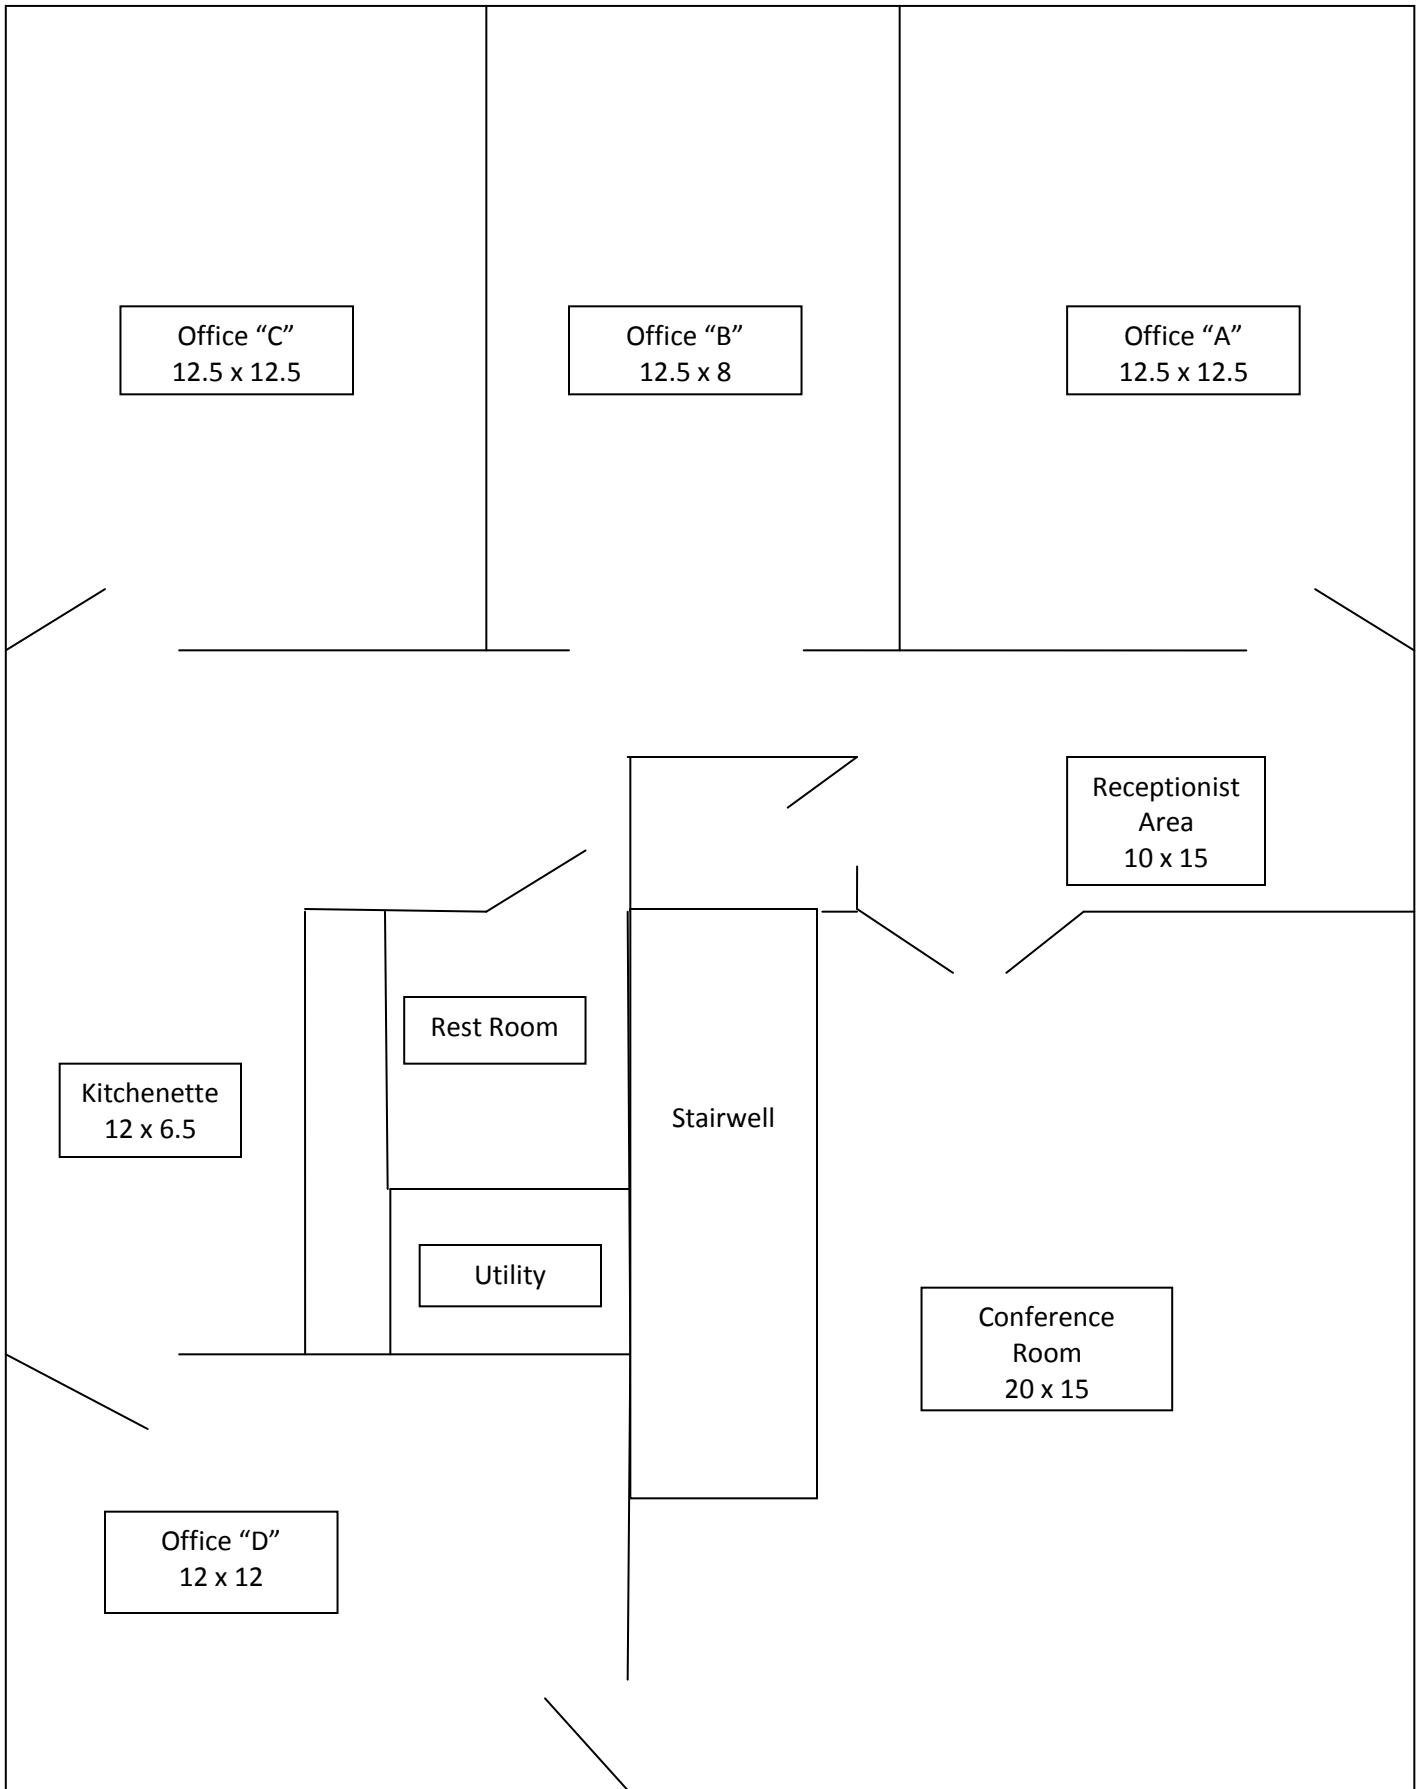 Office “C”
12.5 x 12.5
Office “B”
12.5 x 8
Office “A”
12.5 x 12.5
Receptionist
Area
10 x 15
Rest Room
Kitchenette
12 x 6.5
Stairwell
Utility
Conference
Room
20 x 15
Office “D”
12 x 12